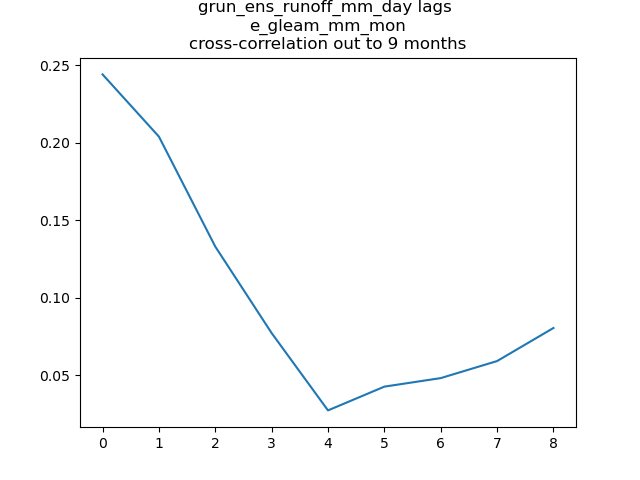 grun_ens_runoff_mm_day lags
e_gleam_mm_mon
cross-correlation out to 9 months
0.25
0.20
0.15
0.10
0.05
0 1 2 3 4 5 6 7 8